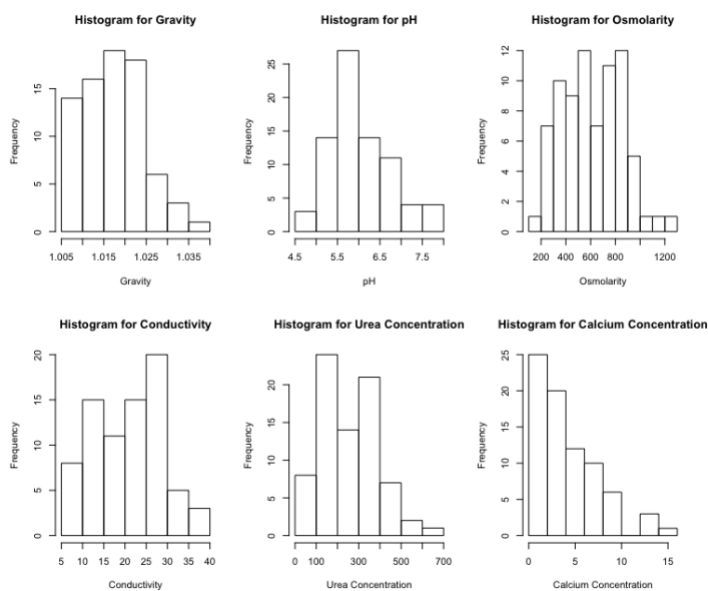 Histogram for Gravity
Frequency
0 5 10 15
1.005 1.015 1.025 1.035
Gravity
Histogram for pH
Frequency
0 5 10 15 20 25
4.5 5.5 6.5 7.5
pH
Histogram for Osmolarity
Frequency
0 2 4 6 8 10 12
200 400 600 800 1200
Osmolarity
Histogram for Conductivity
Frequency
0 5 10 15 20
5 10 15 20 25 30 35 40
Conductivity
Histogram for Urea Concentration
Frequency
0 5 10 15 20
0 100 300 500 700
Urea Concentration
Histogram for Calcium Concentration
Frequency
0 5 10 15 20 25
0 5 10 15
Calcium Concentration